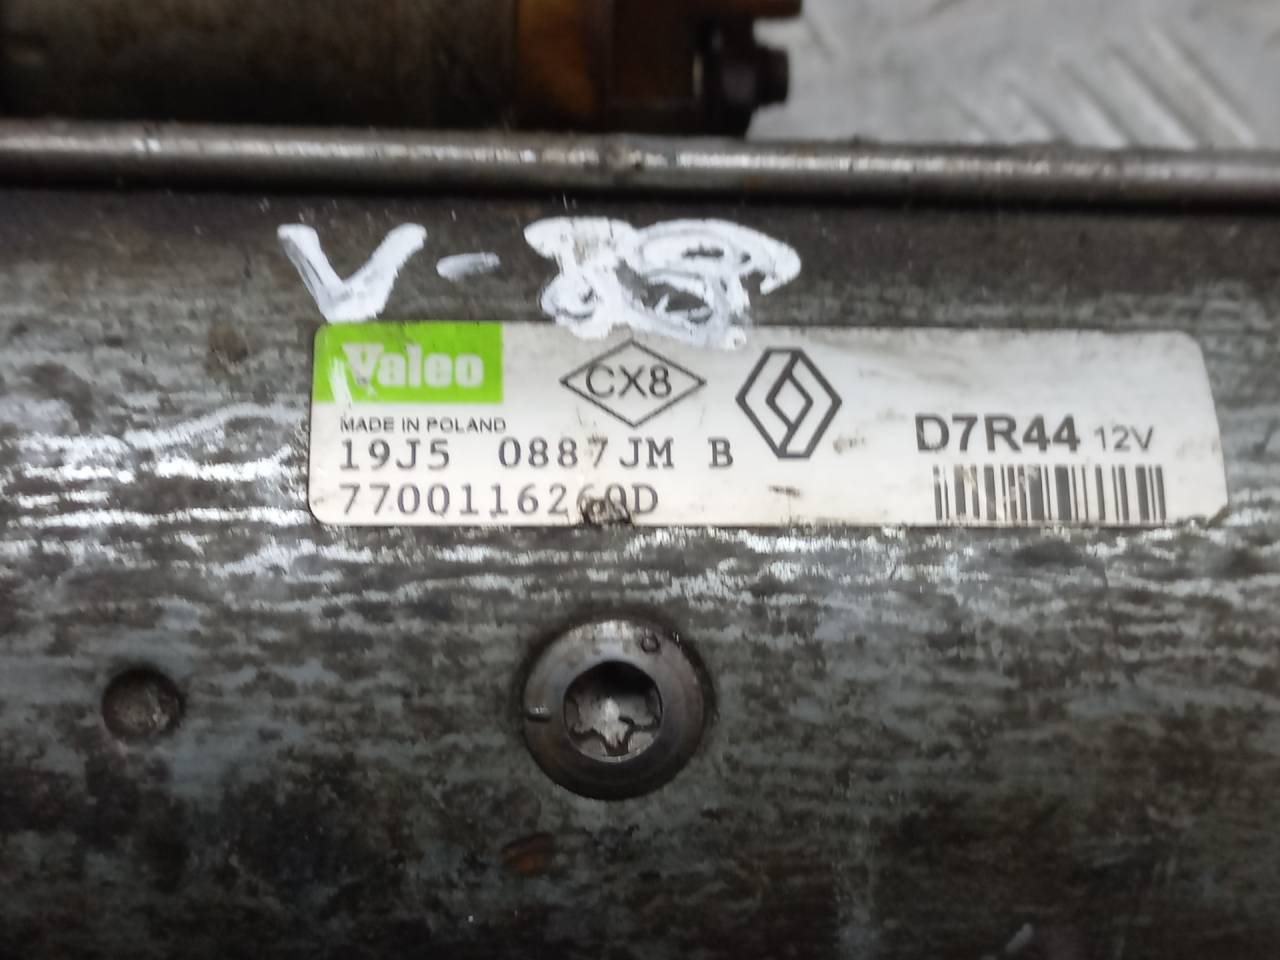 V-
Valeo
CX8
MADE IN POLAND
19J5 0887JM B
D7R44 12V
7700116260D